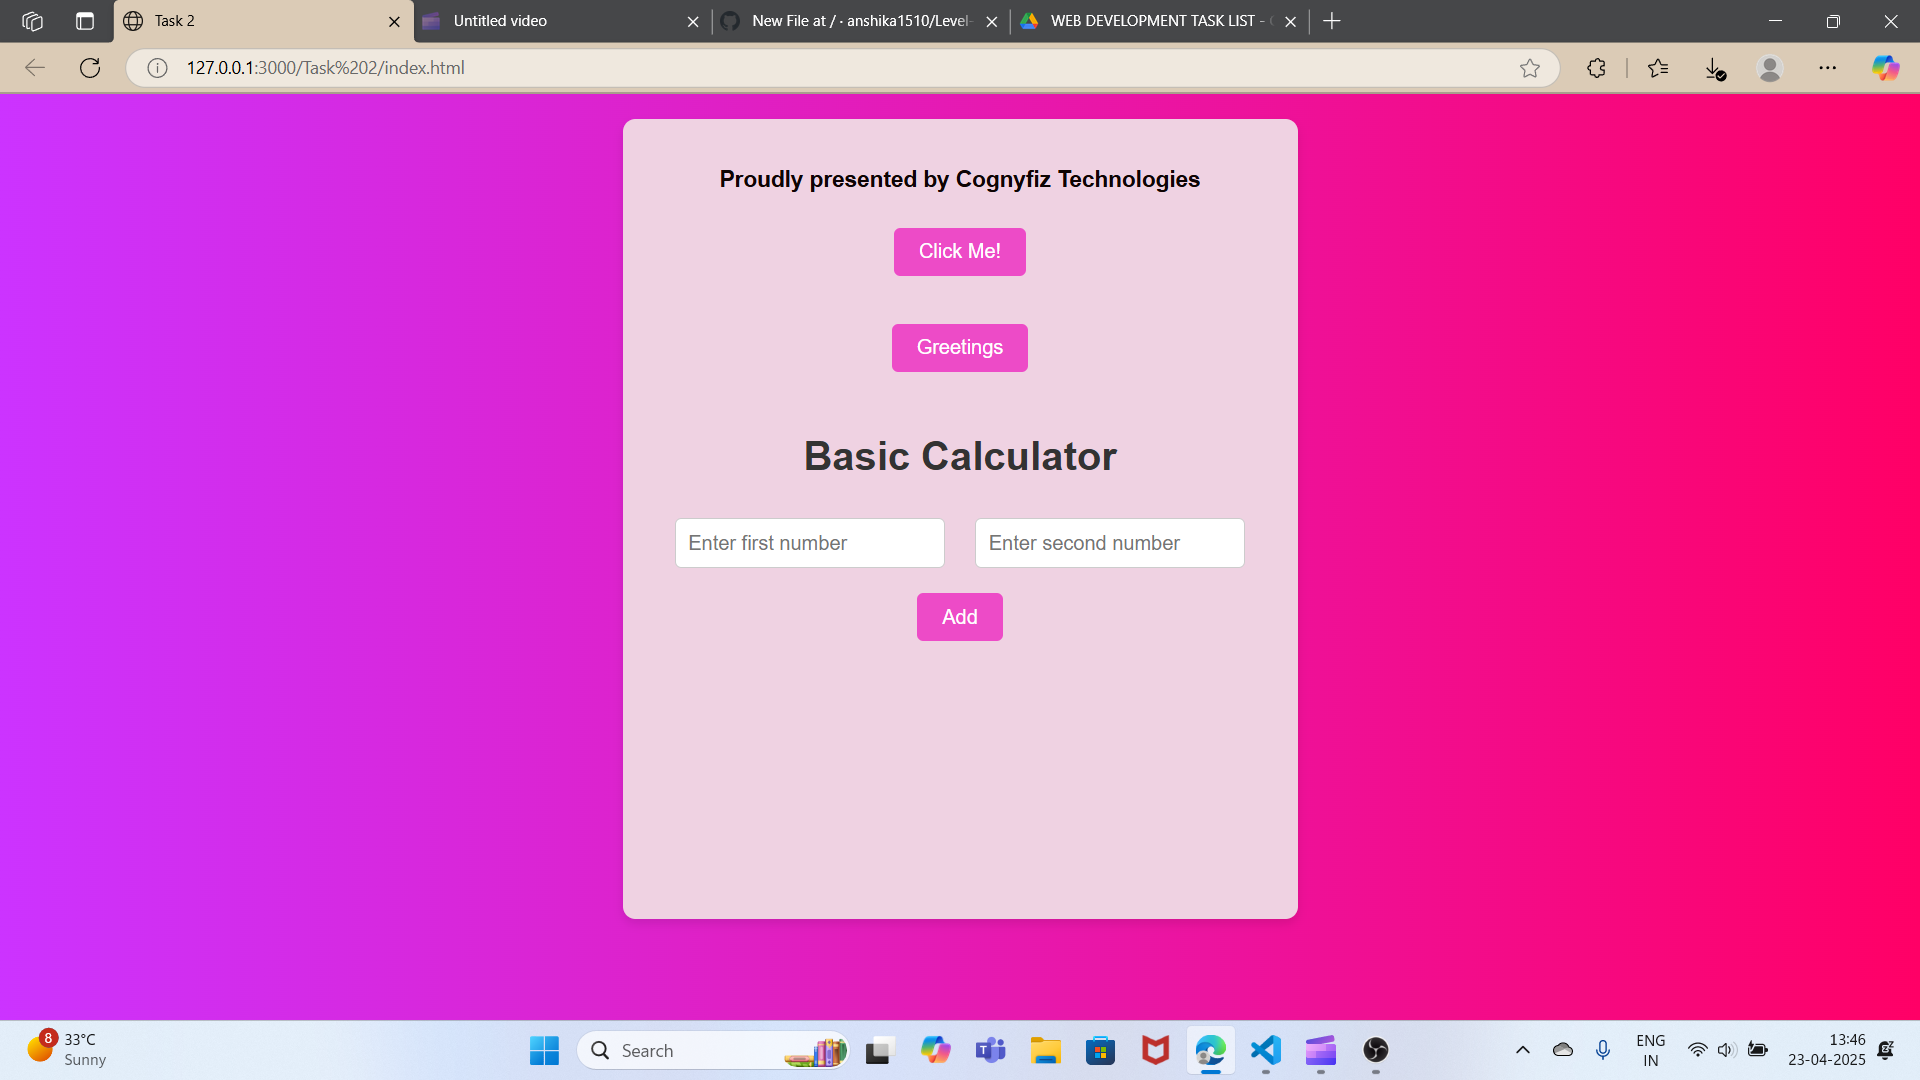 Task 2
Untitled video
New File at / · anshika1510/Level-
WEB DEVELOPMENT TASK LIST -
127.0.0.1:3000/Task%202/index.html
Proudly presented by Cognyfiz Technologies
Click Me!
Greetings
Basic Calculator
Enter first number
Enter second number
Add
8
33°C
Sunny
Search
ENG
IN
13:46
23-04-2025